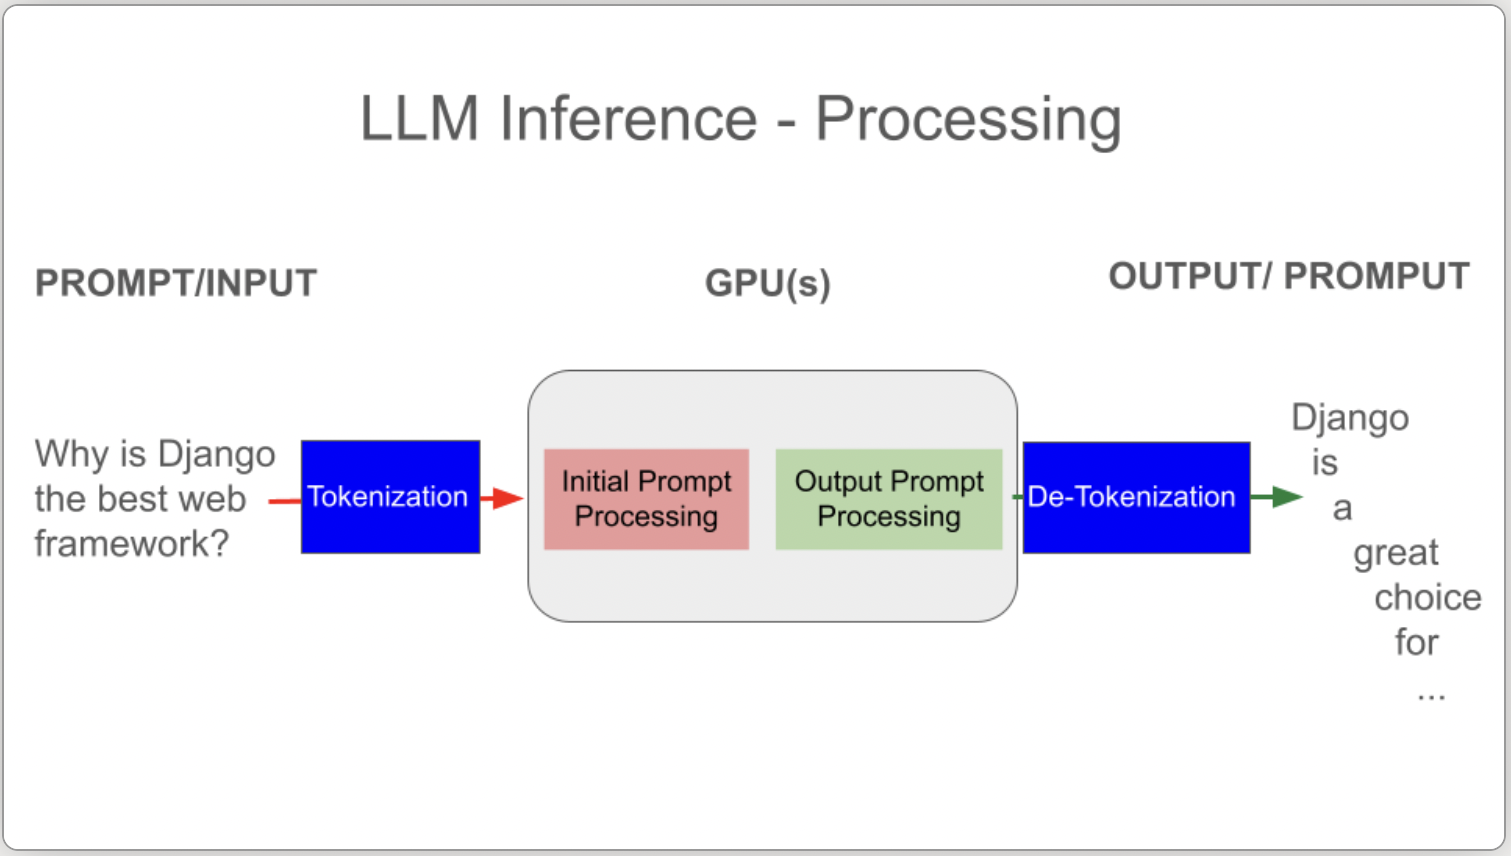 LLM Inference - Processing
PROMPT/INPUT
GPU(s)
OUTPUT/ PROMPUT
Why is Django
the best web
framework?
Tokenization
Initial Prompt
Processing
Output Prompt
Processing
De-Tokenization
Django
is
a
great
choice
for
...